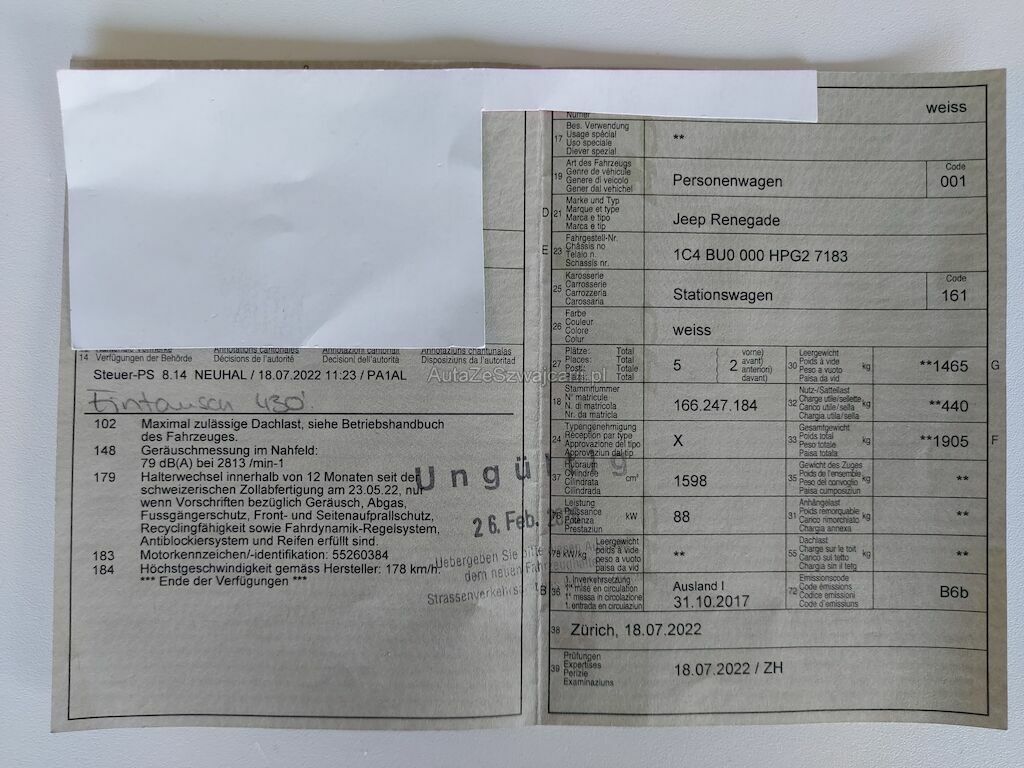 14 Verfügungen der Behörde Décisions de l'autorité Decisioni dell'autorità Disposiziuns da l'autoritad
Steuer-PS 8.14 NEUHAL / 18.07.2022 11:23 / PA1AL
Eintausch 430'
102 Maximal zulässige Dachlast, siehe Betriebshandbuch
des Fahrzeuges.
148 Geräuschmessung im Nahfeld:
79 dB(A) bei 2813 /min-1
179 Halterwechsel innerhalb von 12 Monaten seit der
schweizerischen Zollabfertigung am 23.05.22, nur
wenn Vorschriften bezüglich Geräusch, Abgas,
Fussgängerschutz, Front- und Seitenaufprallschutz,
Recyclingfähigkeit sowie Fahrdynamik-Regelsystem,
Antiblockiersystem und Reifen erfüllt sind.
183 Motorkennzeichen/-identifikation: 55260384
184 Höchstgeschwindigkeit gemäss Hersteller: 178 km/h.
*** Ende der Verfügungen ***
Ungültig
26. Feb.
Uebergeben Sie bitte
dem neuen
AutaZeSzwajcarii.pl
weiss
17 Bes. Verwendung
Usage spécial
Uso speciale
Diever spezial
**
19 Art des Fahrzeugs
Genre de véhicule
Genere di veicolo
Gener dal vehichel
Personenwagen
Code
001
D 21 Marke und Typ
Marque et type
Marca e tipo
Marca e tip
Jeep Renegade
E 23 Fahrgestell-Nr.
Châssis no
Telaio n.
Schassis nr.
1C4 BU0 000 HPG2 7183
25 Karosserie
Carrosserie
Carrozzeria
Carossaria
Stationswagen
Code
161
26 Farbe
Couleur
Colore
Colur
weiss
27 Plätze: Total
Places: Total
5
2
( vorne)
avant)
anteriori)
davant)
30 Leergewicht
Poids à vide
Peso a vuoto
Paisa da vid
kg
**1465
G
18 Stammnummer
N° matricule
N. di matricola
Nr. da matricla
166.247.184
32 Nutz-/Sattellast
Charge utile/sellette
Carico utile/sella
Chargia utila/sella
kg
**440
24 Typengenehmigung
Réception par type
Approvazione del tipo
Approvaziun dal tip
X
33 Gesamtgewicht
Poids total
Peso totale
Paisa totala
kg
**1905
F
37 Hubraum
Cylindrée
Cilindrata
Cilindrada
cm³
1598
35 Gewicht des Zuges
Poids de l'ensemble
Peso del convoglio
Paisa cumposiziun
kg
**
76 Leistung
Puissance
Potenza
Prestaziun
kW
88
31 Anhängelast
Poids remorquable
Carico rimorchiato
Chargia annexa
kg
**
78 kW/kg
Leergewicht
poids à vide
peso a vuoto
paisa da vid
**
55 Dachlast
Charge sur le toit
Carico sul tetto
Chargia sin il tetg
kg
**
B 36 1. Inverkehrsetzung
1re mise en circulation
1a messa in circolazione
1. entrada en circulaziun
Ausland I
31.10.2017
72 Emissionscode
Code émissions
Codice emissioni
Code d'emissiuns
B6b
38 Zürich, 18.07.2022
39 Prüfungen
Expertises
Perizie
Examinaziuns
18.07.2022 / ZH